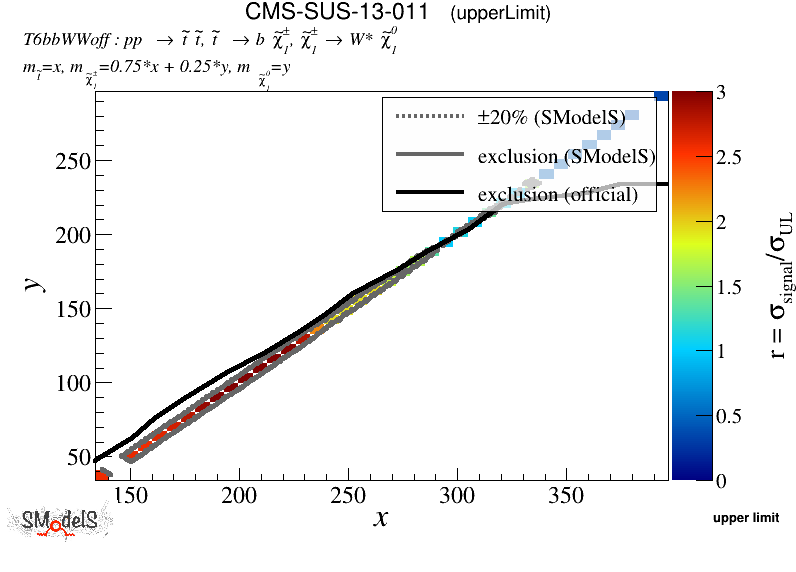 CMS-SUS-13-011 (upperLimit)
T6bbWWoff : pp → t̃ t̃, t̃ → b χ̃₁±, χ̃₁± → W* χ̃₁⁰
m_t̃=x, m_χ̃₁±=0.75*x + 0.25*y, m_χ̃₁⁰=y
±20% (SModelS)
exclusion (SModelS)
exclusion (official)
250
200
150
100
50
y
150 200 250 300 350
x
3
2.5
2
1.5
1
0.5
0
r = σ_signal/σ_UL
SModelS
upper limit